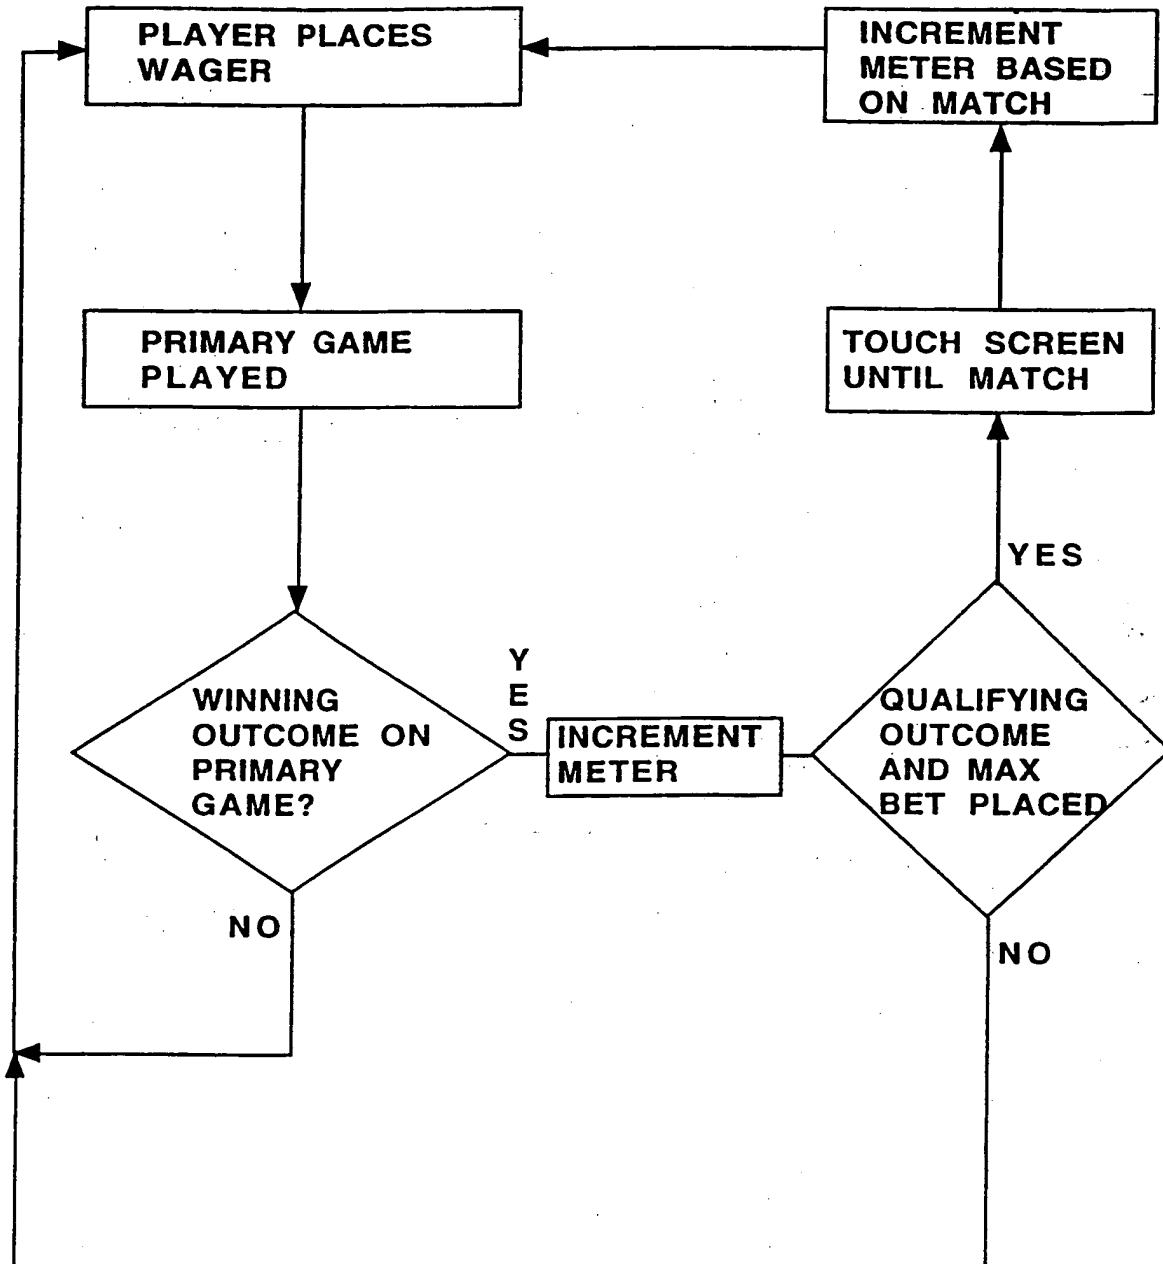 PLAYER PLACES
WAGER
INCREMENT
METER BASED
ON MATCH
PRIMARY GAME
PLAYED
TOUCH SCREEN
UNTIL MATCH
YES
WINNING
OUTCOME ON
PRIMARY
GAME?
YES
INCREMENT
METER
QUALIFYING
OUTCOME
AND MAX
BET PLACED
NO
NO